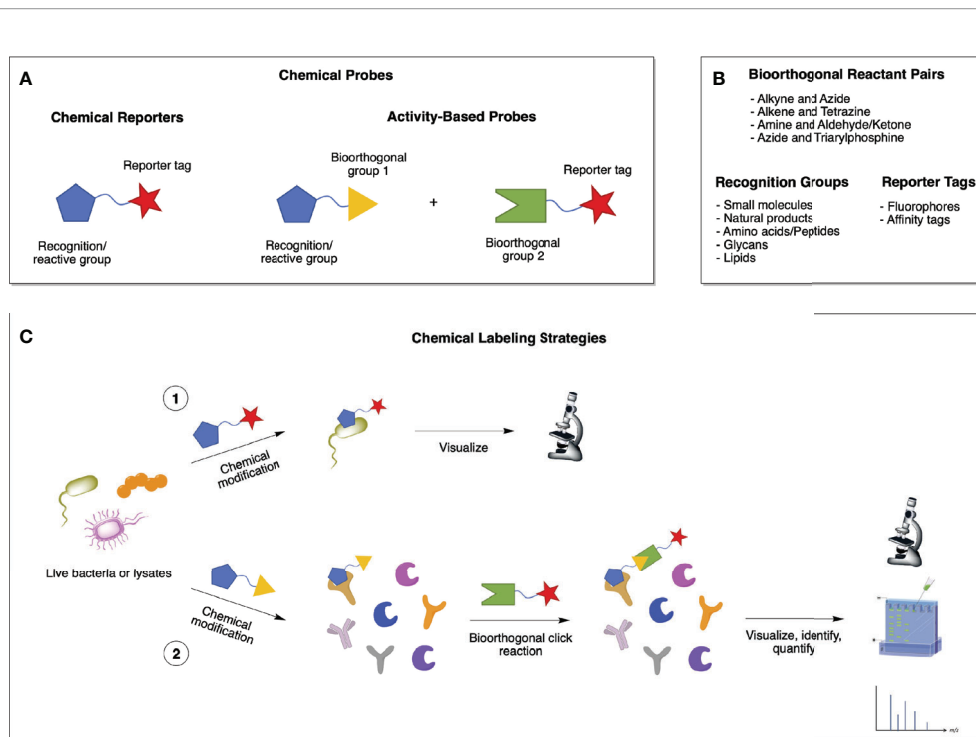 A
Chemical Probes
Chemical Reporters
Activity-Based Probes
Reporter tag
Bioorthogonal
group 1
Reporter tag
+
Recognition/
reactive group
Recognition/
reactive group
Bioorthogonal
group 2
B
Bioorthogonal Reactant Pairs
- Alkyne and Azide
- Alkene and Tetrazine
- Amine and Aldehyde/Ketone
- Azide and Triarylphosphine
Recognition Groups
- Small molecules
- Natural products
- Amino acids/Peptides
- Glycans
- Lipids
Reporter Tags
- Fluorophores
- Affinity tags
C
Chemical Labeling Strategies
1
Chemical
modification
Visualize
Live bacteria or lysates
Chemical
modification
2
Bioorthogonal click
reaction
Visualize, identify,
quantify
m/z